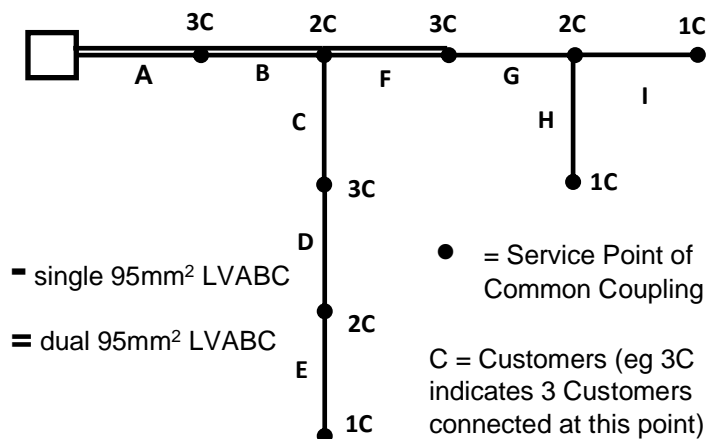 3C 2C 3C 2C 1C
A B F G I
C H
3C 1C
D
- single 95mm² LVABC
● = Service Point of
Common Coupling
= dual 95mm² LVABC
2C
E
C = Customers (eg 3C
indicates 3 Customers
connected at this point)
1C